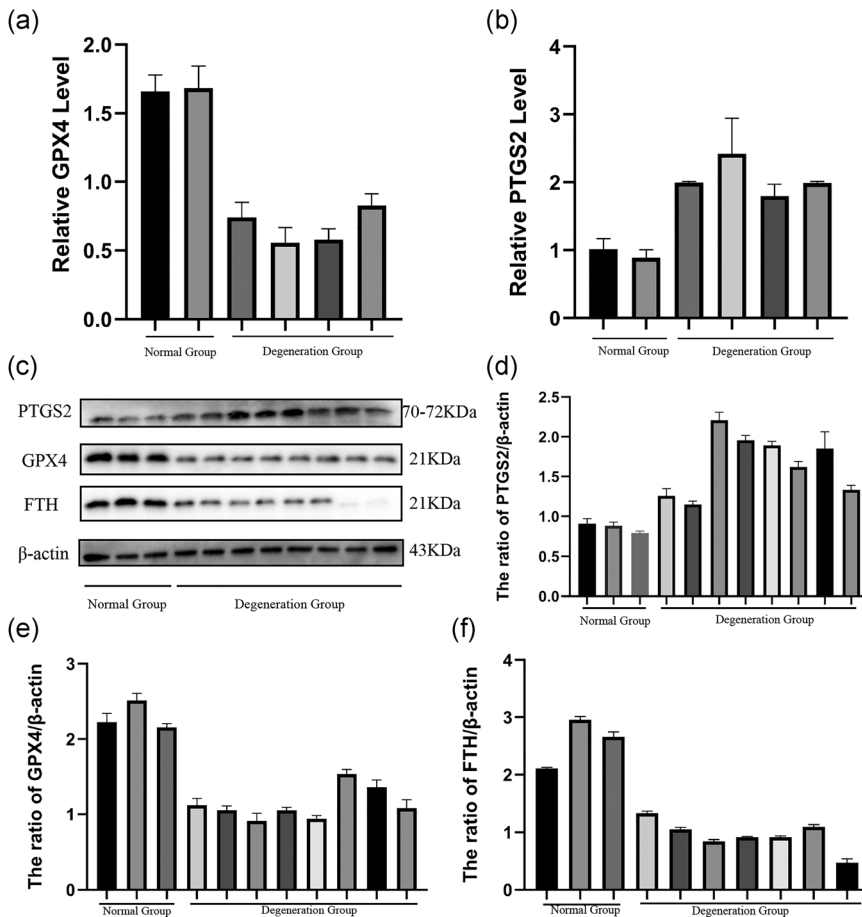 (a)
Relative GPX4 Level
2.0
1.5
1.0
0.5
0.0
Normal Group
Degeneration Group
(b)
Relative PTGS2 Level
4
3
2
1
0
Normal Group
Degeneration Group
(c)
PTGS2
70-72KDa
GPX4
21KDa
FTH
21KDa
β-actin
43KDa
Normal Group
Degeneration Group
(d)
The ratio of PTGS2/β-actin
2.5
2.0
1.5
1.0
0.5
0.0
Normal Group
Degeneration Group
(e)
The ratio of GPX4/β-actin
3
2
1
0
Normal Group
Degeneration Group
(f)
The ratio of FTH/β-actin
4
3
2
1
0
Normal Group
Degeneration Group